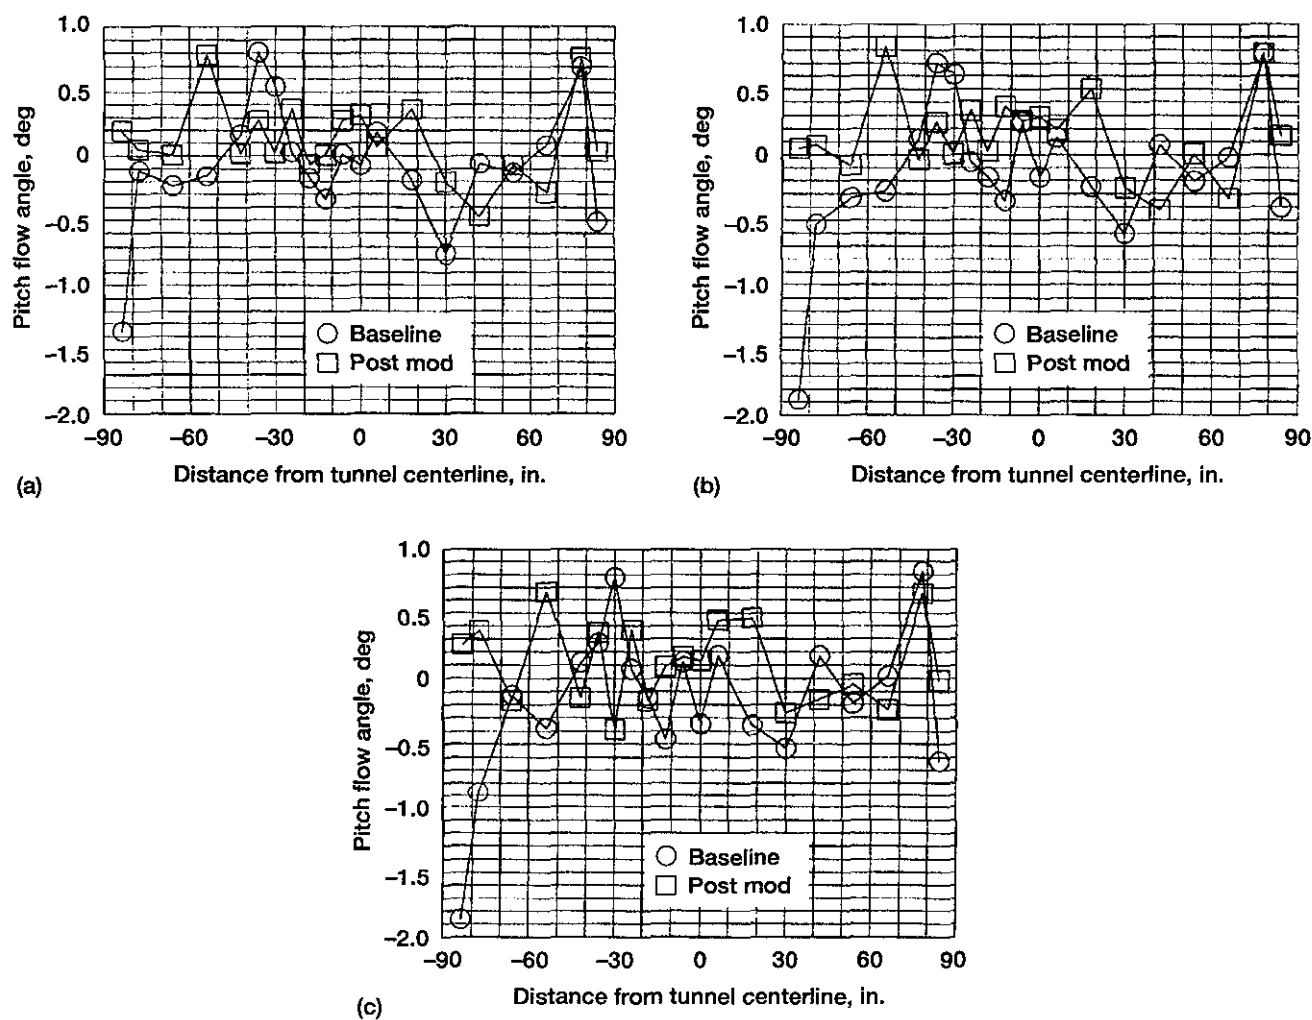 1.0
0.5
0
–0.5
–1.0
–1.5
–2.0
Pitch flow angle, deg
Baseline
Post mod
–90 –60 –30 0 30 60 90
Distance from tunnel centerline, in.
(a)
1.0
0.5
0
–0.5
–1.0
–1.5
–2.0
Pitch flow angle, deg
Baseline
Post mod
–90 –60 –30 0 30 60 90
Distance from tunnel centerline, in.
(b)
1.0
0.5
0
–0.5
–1.0
–1.5
–2.0
Pitch flow angle, deg
Baseline
Post mod
–90 –60 –30 0 30 60 90
Distance from tunnel centerline, in.
(c)